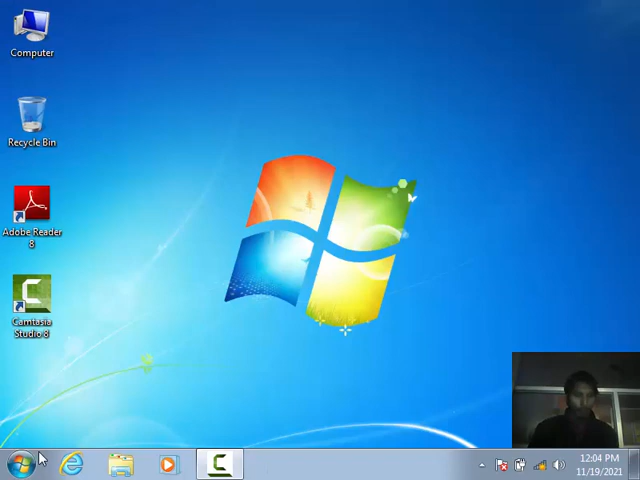 Computer
Recycle Bin
Adobe Reader
8
Camtasia
Studio 8
12:04 PM
11/19/2021